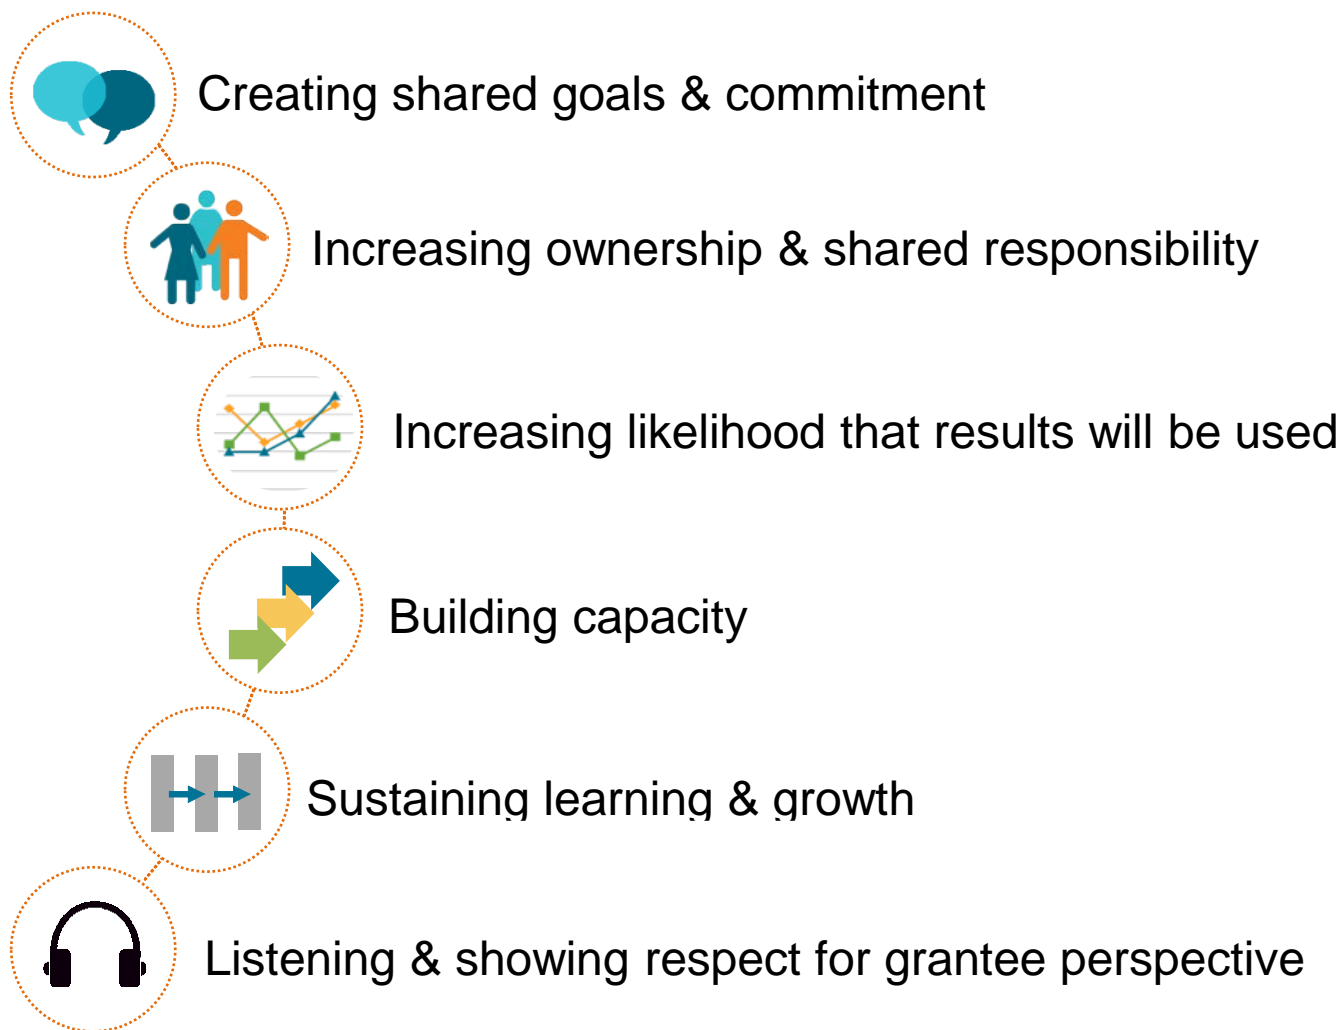 Creating shared goals & commitment
Increasing ownership & shared responsibility
Increasing likelihood that results will be used
Building capacity
Sustaining learning & growth
Listening & showing respect for grantee perspective